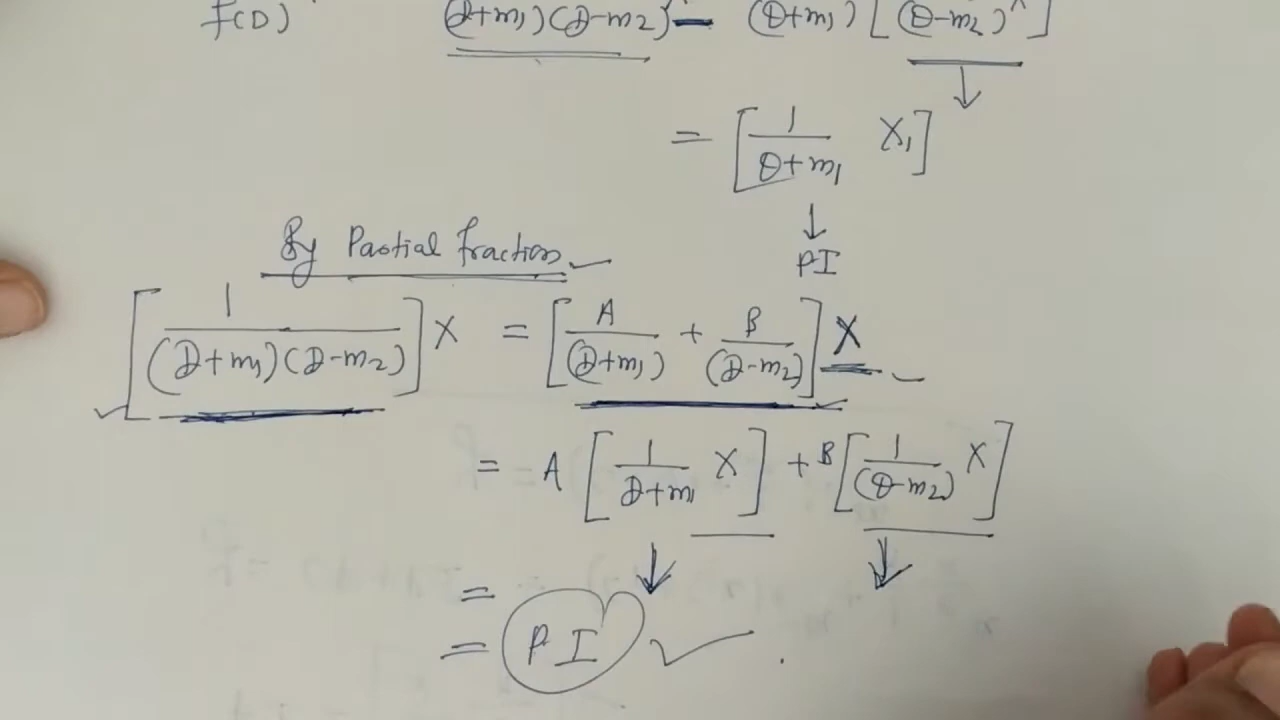 f(D) (D+m1)(D-m2) = (D+m1) [(D-m2) X]
= [1/(D+m1) X1]
↓
PI
By Partial fraction
[1/((D+m1)(D-m2))] X = [A/(D+m1) + B/(D-m2)] X
= A [1/(D+m1) X] + B [1/(D-m2) X]
=
= PI